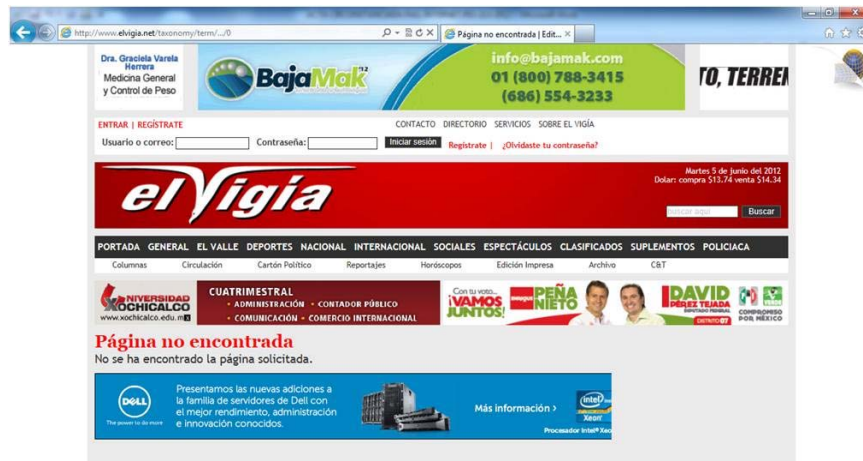 http://www.elvigia.net/taxonomy/term/.../0
Página no encontrada | Edit...
Dra. Graciela Varela
Herrera
Medicina General
y Control de Peso
BajaMak
info@bajamak.com
01 (800) 788-3415
(686) 554-3233
TO, TERREN
ENTRAR | REGÍSTRATE
CONTACTO DIRECTORIO SERVICIOS SOBRE EL VIGÍA
Usuario o correo: Contraseña: Iniciar sesión Regístrate | ¿Olvidaste tu contraseña?
el Vigía
Martes 5 de junio del 2012
Dolar: compra $13.74 venta $14.34
buscar aqui Buscar
PORTADA GENERAL EL VALLE DEPORTES NACIONAL INTERNACIONAL SOCIALES ESPECTÁCULOS CLASIFICADOS SUPLEMENTOS POLICIACA
Columnas Circulación Cartón Político Reportajes Horóscopos Edición Impresa Archivo C&T
UNIVERSIDAD
XOCHICALCO
www.xochicalco.edu.mx
CUATRIMESTRAL
• ADMINISTRACIÓN • CONTADOR PÚBLICO
• COMUNICACIÓN • COMERCIO INTERNACIONAL
Con tu voto...
¡VAMOS
JUNTOS!
PEÑA
NIETO
DAVID
PÉREZ TEJADA
DIPUTADO FEDERAL
DISTRITO 07
PRI
VERDE
COMPROMISO
POR MÉXICO
Página no encontrada
No se ha encontrado la página solicitada.
DELL
The power to do more
Presentamos las nuevas adiciones a
la familia de servidores de Dell con
el mejor rendimiento, administración
e innovación conocidos.
Más información >
intel
Xeon
Procesador Intel® Xeo